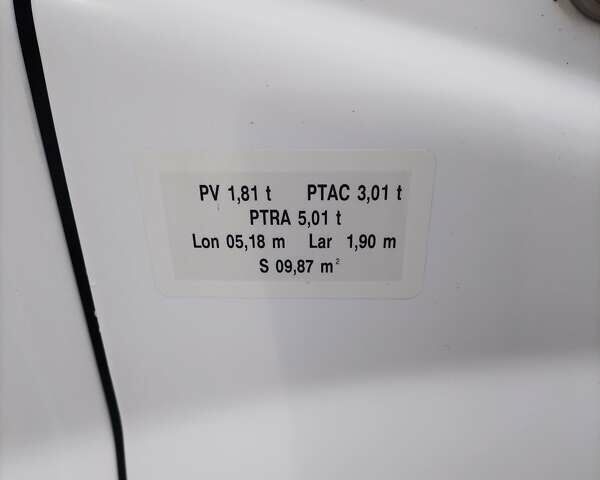 PV 1,81 t PTAC 3,01 t
PTRA 5,01 t
Lon 05,18 m Lar 1,90 m
S 09,87 m²